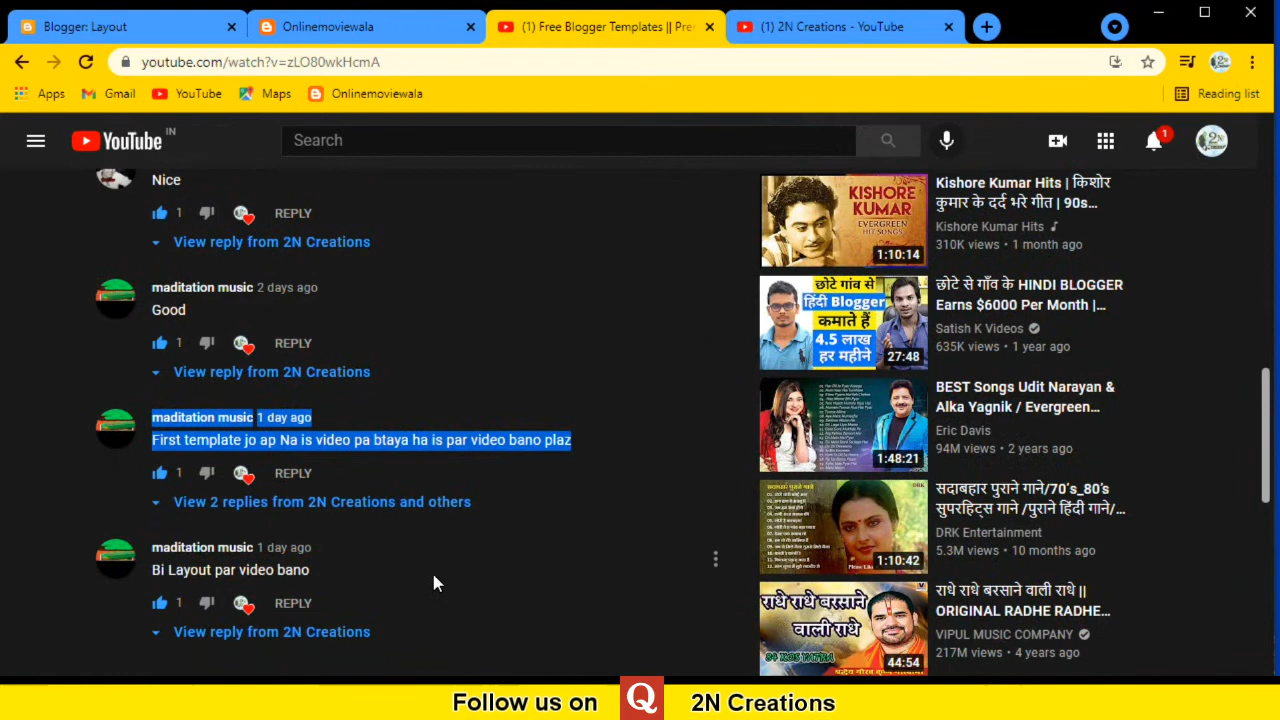 Blogger: Layout
Onlinemoviewala
(1) Free Blogger Templates || Pre
(1) 2N Creations - YouTube
youtube.com/watch?v=zLO80wkHcmA
Apps
Gmail
YouTube
Maps
Onlinemoviewala
Reading list
YouTube IN
Search
1
Nice
1 REPLY
View reply from 2N Creations
maditation music 2 days ago
Good
1 REPLY
View reply from 2N Creations
maditation music 1 day ago
First template jo ap Na is video pa btaya ha is par video bano plaz
1 REPLY
View 2 replies from 2N Creations and others
maditation music 1 day ago
Bi Layout par video bano
1 REPLY
View reply from 2N Creations
KISHORE
KUMAR
EVERGREEN
HIT SONGS
1:10:14
Kishore Kumar Hits | किशोर
कुमार के दर्द भरे गीत | 90s...
Kishore Kumar Hits
310K views • 1 month ago
छोटे गांव से
हिंदी Blogger
कमाते हैं
4.5 लाख
हर महीने
27:48
छोटे से गाँव के HINDI BLOGGER
Earns $6000 Per Month |...
Satish K Videos
635K views • 1 year ago
1:48:21
BEST Songs Udit Narayan &
Alka Yagnik / Evergreen...
Eric Davis
94M views • 2 years ago
सदाबहार पुराने गाने
DRK
1:10:42
सदाबहार पुराने गाने/70's_80's
सुपरहिट्स गाने /पुराने हिंदी गाने/...
DRK Entertainment
5.3M views • 10 months ago
राधे राधे बरसाने
वाली राधे
84 KOS YATRA
44:54
राधे राधे बरसाने वाली राधे ||
ORIGINAL RADHE RADHE...
VIPUL MUSIC COMPANY
217M views • 4 years ago
Follow us on Q 2N Creations